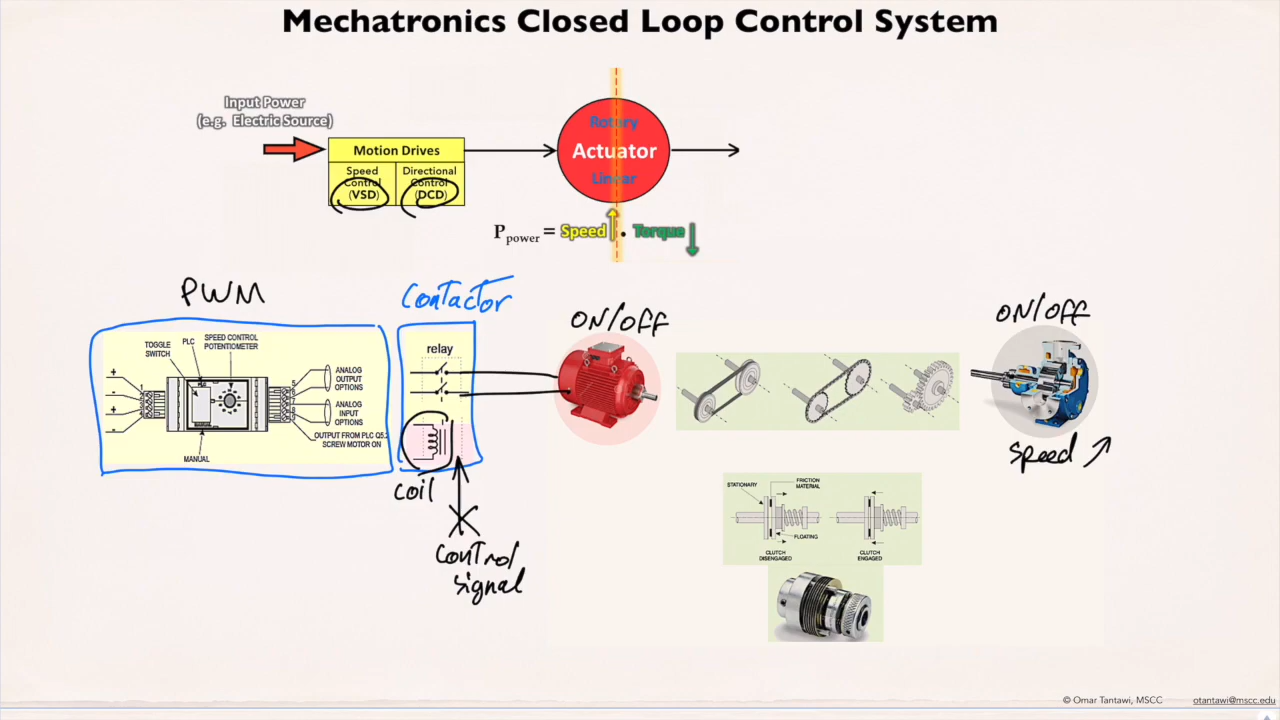 Mechatronics Closed Loop Control System
Input Power
(e.g. Electric Source)
Motion Drives
Speed
Control
(VSD)
Directional
Control
(DCD)
Rotary
Actuator
Linear
P power = Speed . Torque
PWM
Contactor
ON/OFF
ON/OFF
TOGGLE
SWITCH
PLC
SPEED CONTROL
POTENTIOMETER
+
-
+
-
1
5
ANALOG
OUTPUT
OPTIONS
ANALOG
INPUT
OPTIONS
OUTPUT FROM PLC Q5.
SCREW MOTOR ON
MANUAL
relay
coil
control
signal
speed
STATIONARY
FRICTION
MATERIAL
FLOATING
CLUTCH
DISENGAGED
CLUTCH
ENGAGED
© Omar Tantawi, MSCC
otantawi@mscc.edu